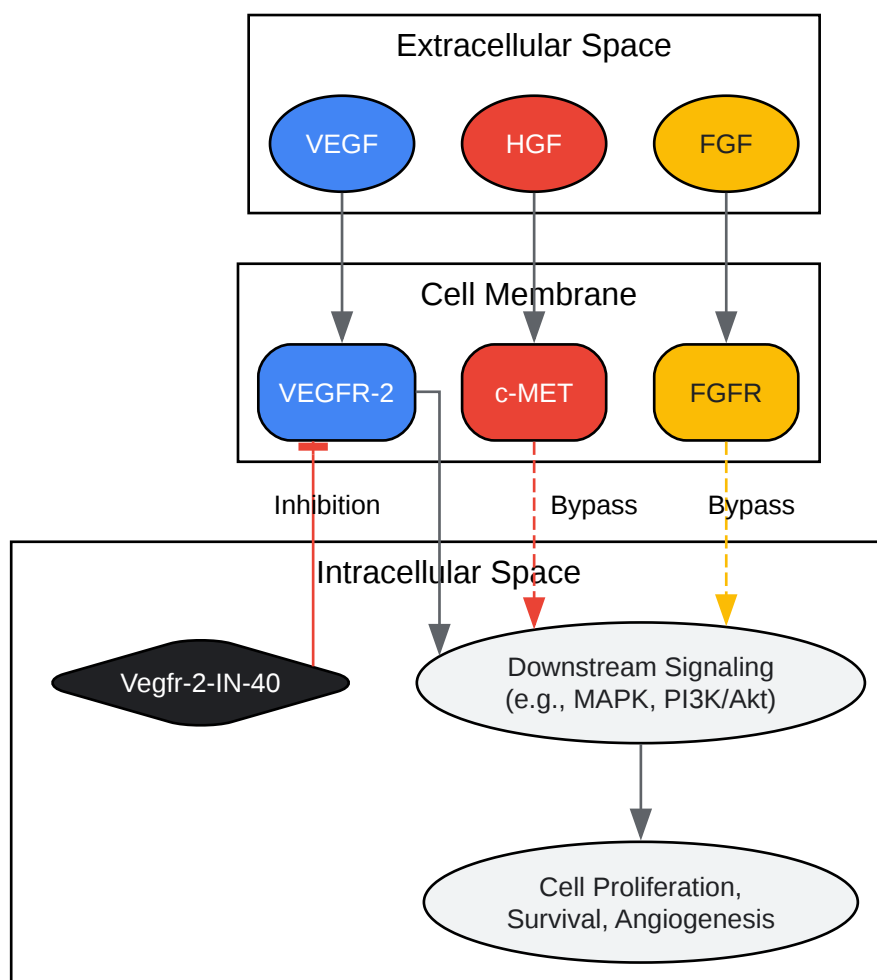 Extracellular Space
VEGF
HGF
FGF
Cell Membrane
VEGFR-2
c-MET
FGFR
Inhibition
Bypass
Bypass
Intracellular Space
Vegfr-2-IN-40
Downstream Signaling
(e.g., MAPK, PI3K/Akt)
Cell Proliferation,
Survival, Angiogenesis